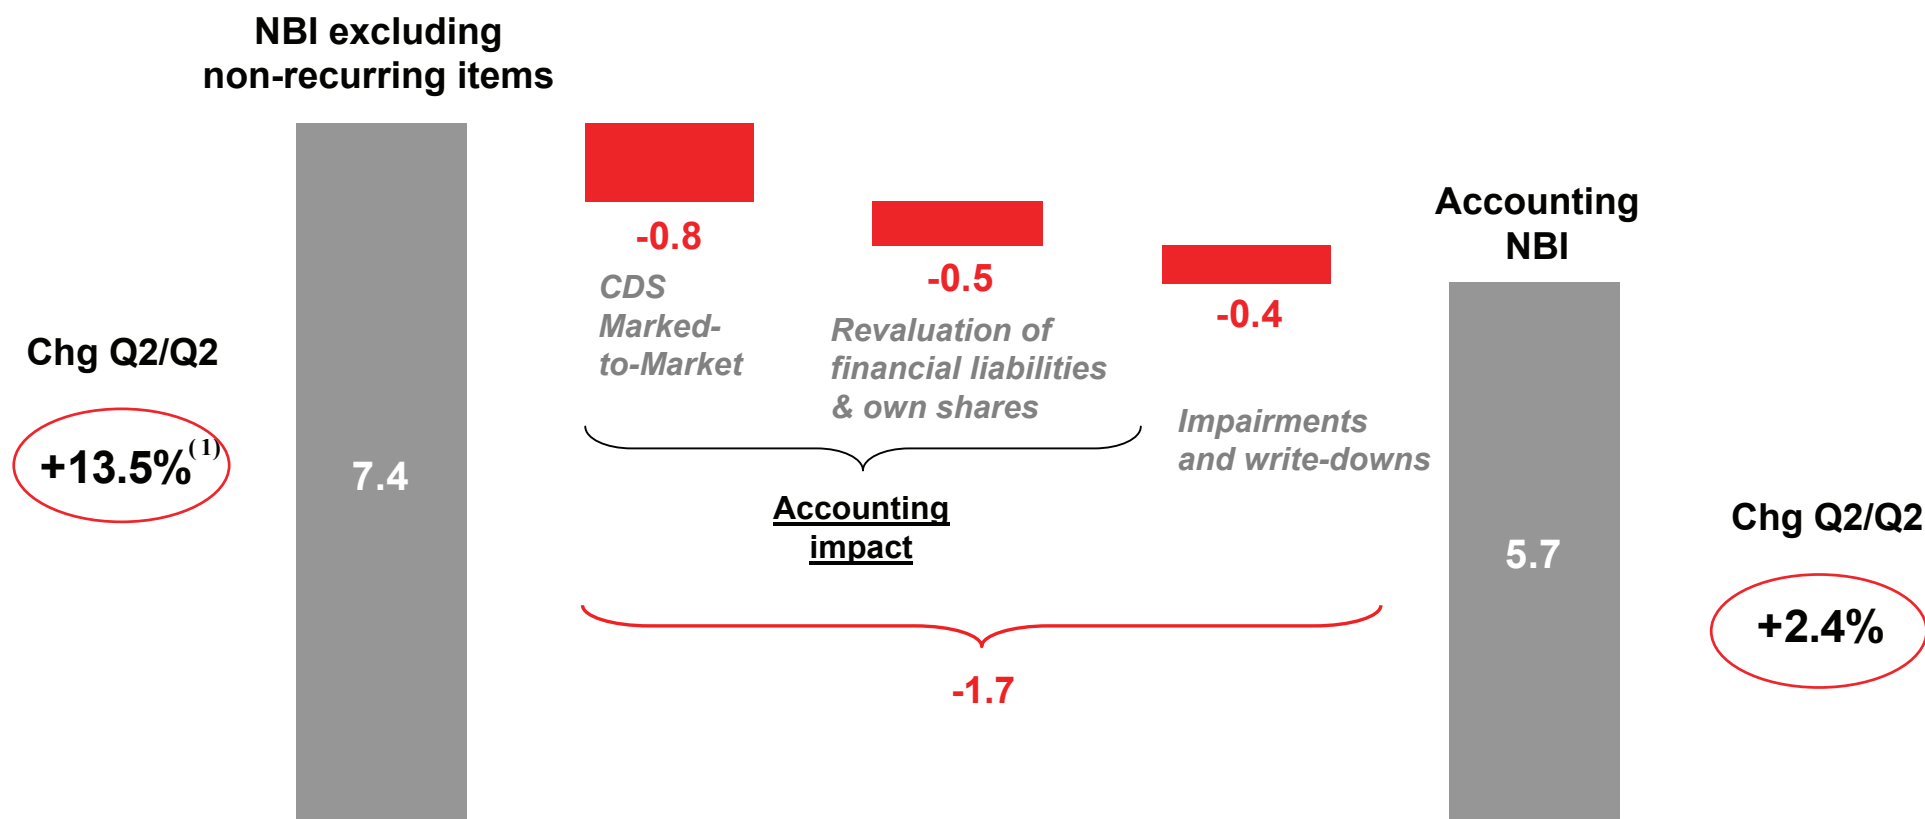 NBI excluding
non-recurring items
Chg Q2/Q2
+13.5%(1)
7.4
-0.8
CDS
Marked-
to-Market
-0.5
Revaluation of
financial liabilities
& own shares
Accounting
impact
-0.4
Impairments
and write-downs
-1.7
Accounting
NBI
5.7
Chg Q2/Q2
+2.4%